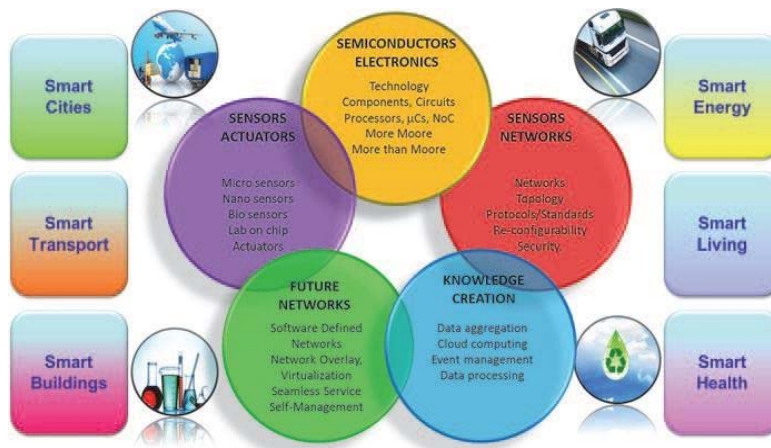 Smart
Cities
Smart
Transport
Smart
Buildings
SEMICONDUCTORS
ELECTRONICS
Technology
Components, Circuits
Processors, µCs, NoC
More Moore
More than Moore
SENSORS
ACTUATORS
Micro sensors
Nano sensors
Bio sensors
Lab on chip
Actuators
SENSORS
NETWORKS
Networks
Topology
Protocols/Standards
Re-configurability
Security.
FUTURE
NETWORKS
Software Defined
Networks
Network Overlay,
Virtualization
Seamless Service
Self-Management
KNOWLEDGE
CREATION
Data aggregation
Cloud computing
Event management
Data processing
Smart
Energy
Smart
Living
Smart
Health